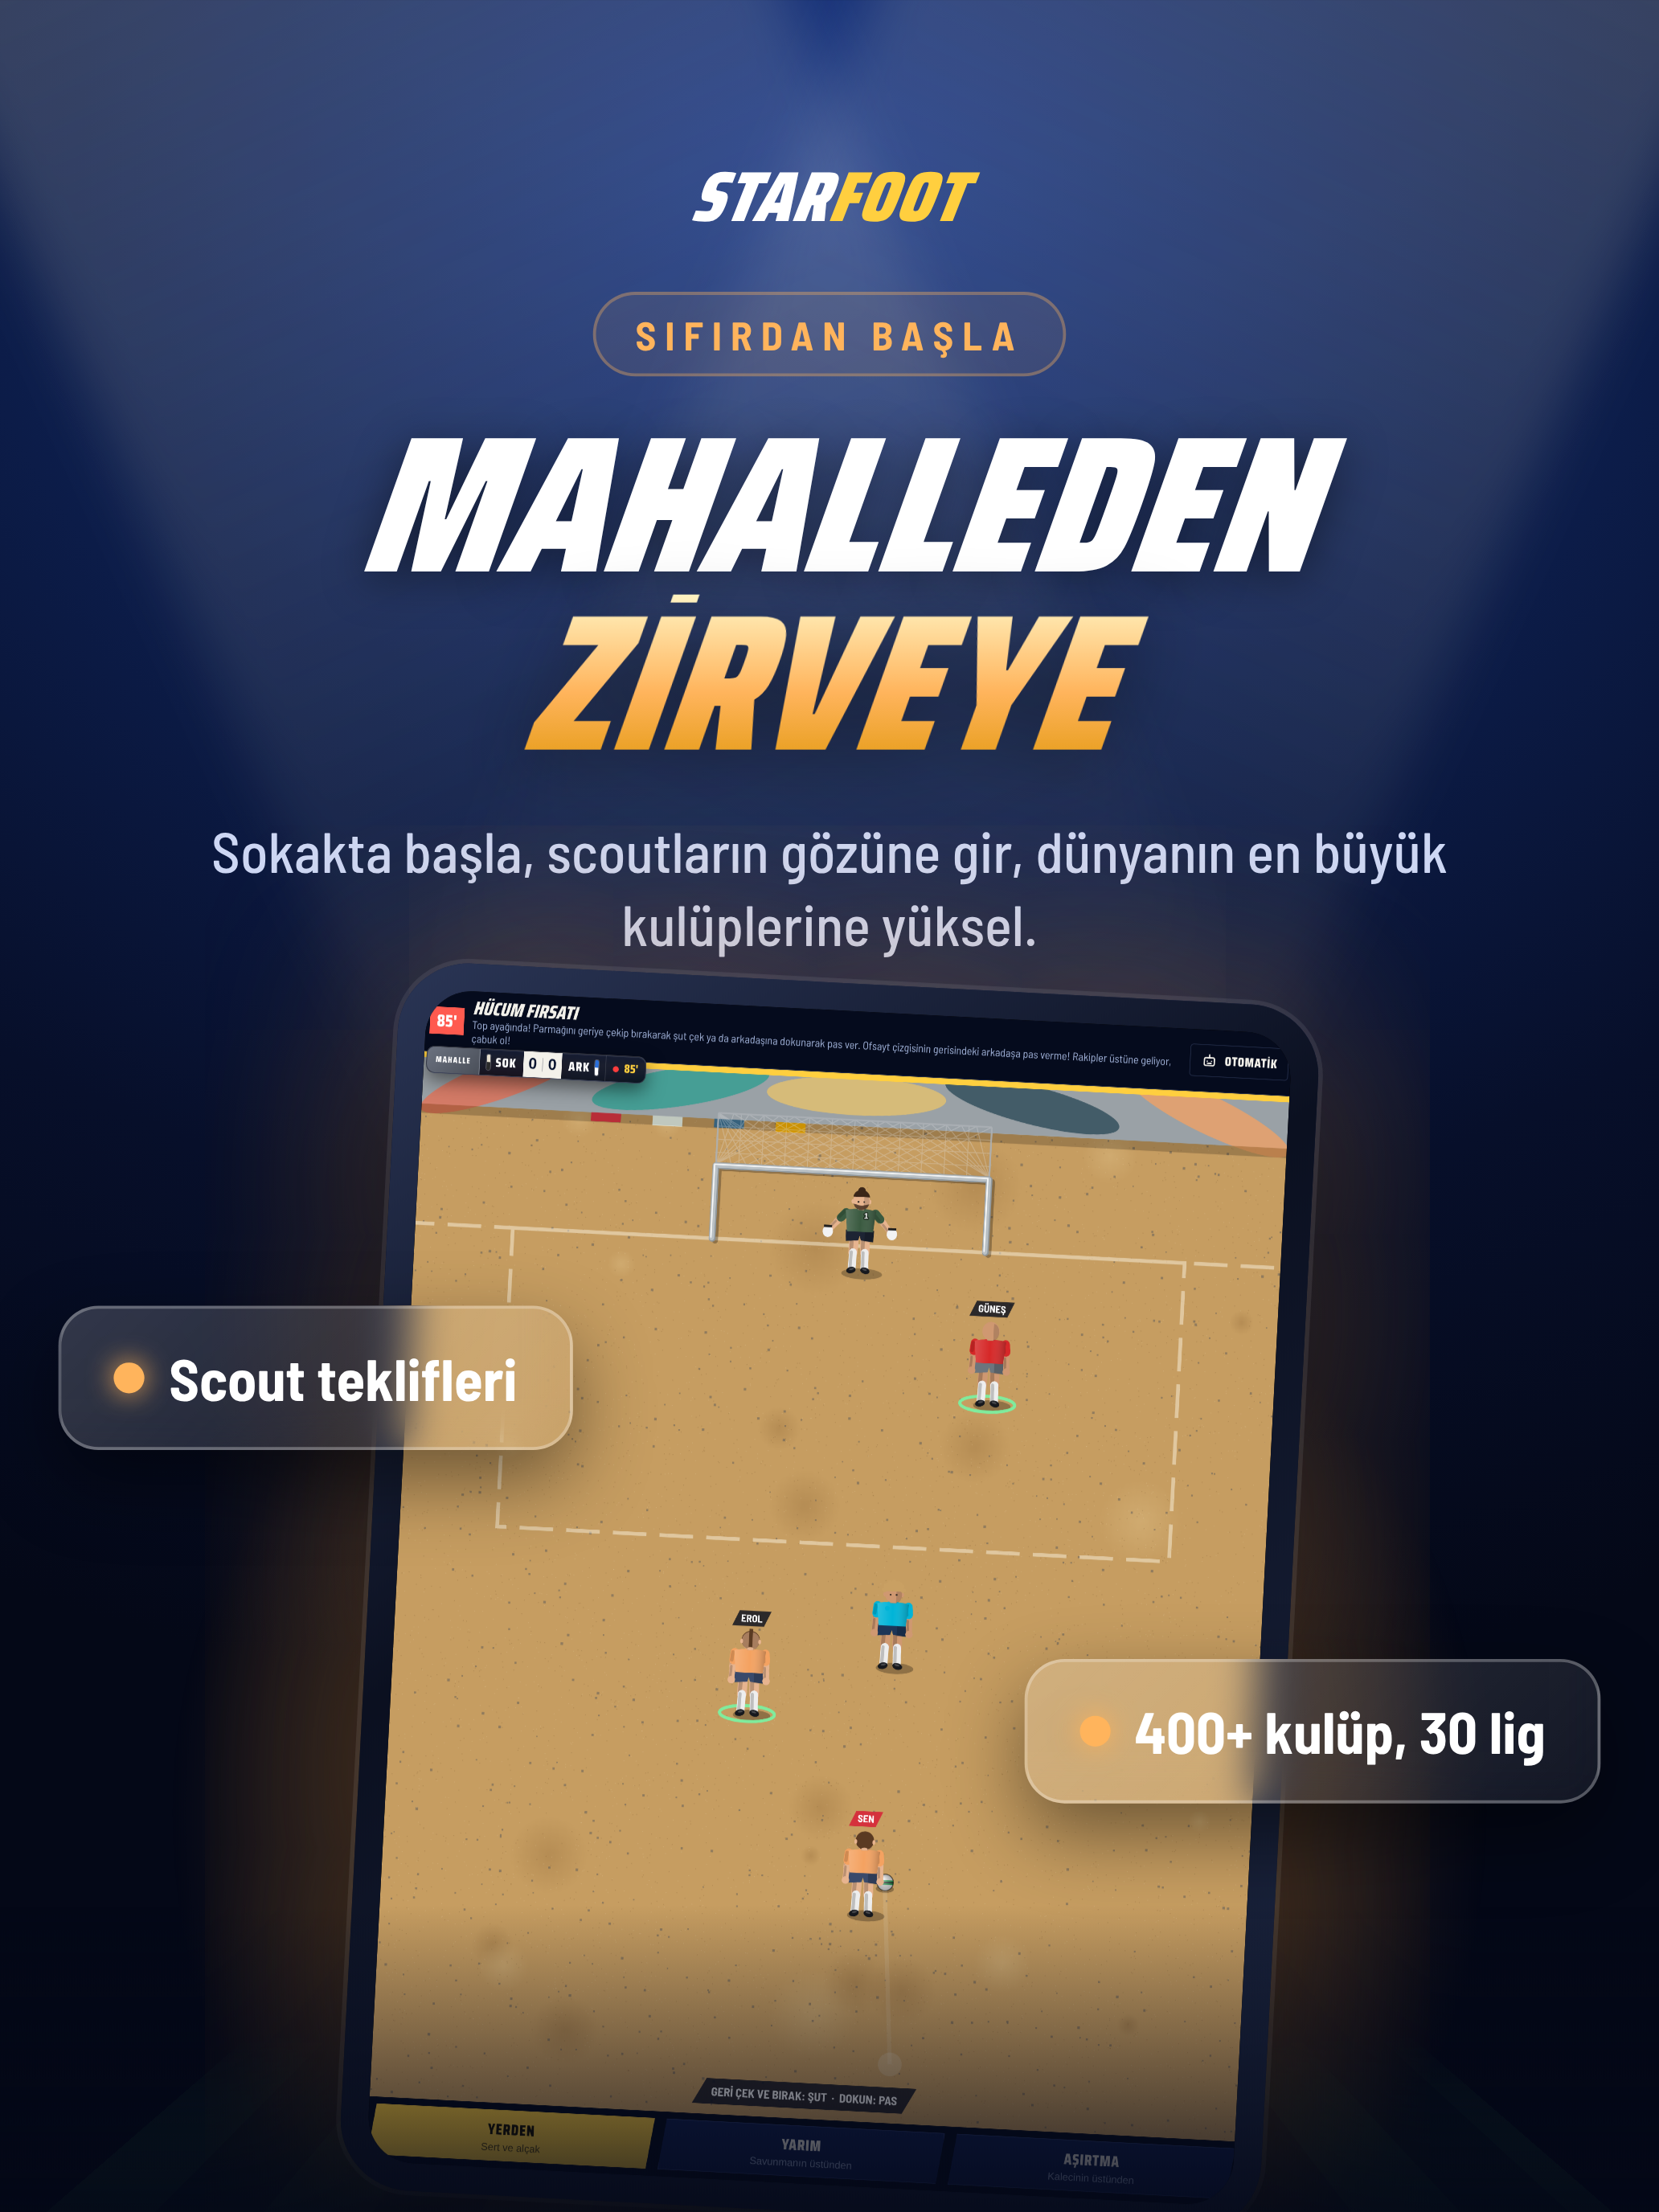 STARFOOT
SIFIRDAN BAŞLA
MAHALLEDEN
ZİRVEYE
Sokakta başla, scoutların gözüne gir, dünyanın en büyük
kulüplerine yüksel.
85'
HÜCUM FIRSATI
Top ayağında! Parmağını geriye çekip bırakarak şut çek ya da arkadaşına dokunarak pas ver. Ofsayt çizgisinin gerisindeki arkadaşa pas verme! Rakipler üstüne geliyor,
çabuk ol!
OTOMATİK
MAHALLE SOK 0 0 ARK 85'
1
GÜNEŞ
Scout teklifleri
EROL
400+ kulüp, 30 lig
SEN
GERİ ÇEK VE BIRAK: ŞUT · DOKUN: PAS
YERDEN
Sert ve alçak
YARIM
Savunmanın üstünden
AŞIRTMA
Kalecinin üstünden